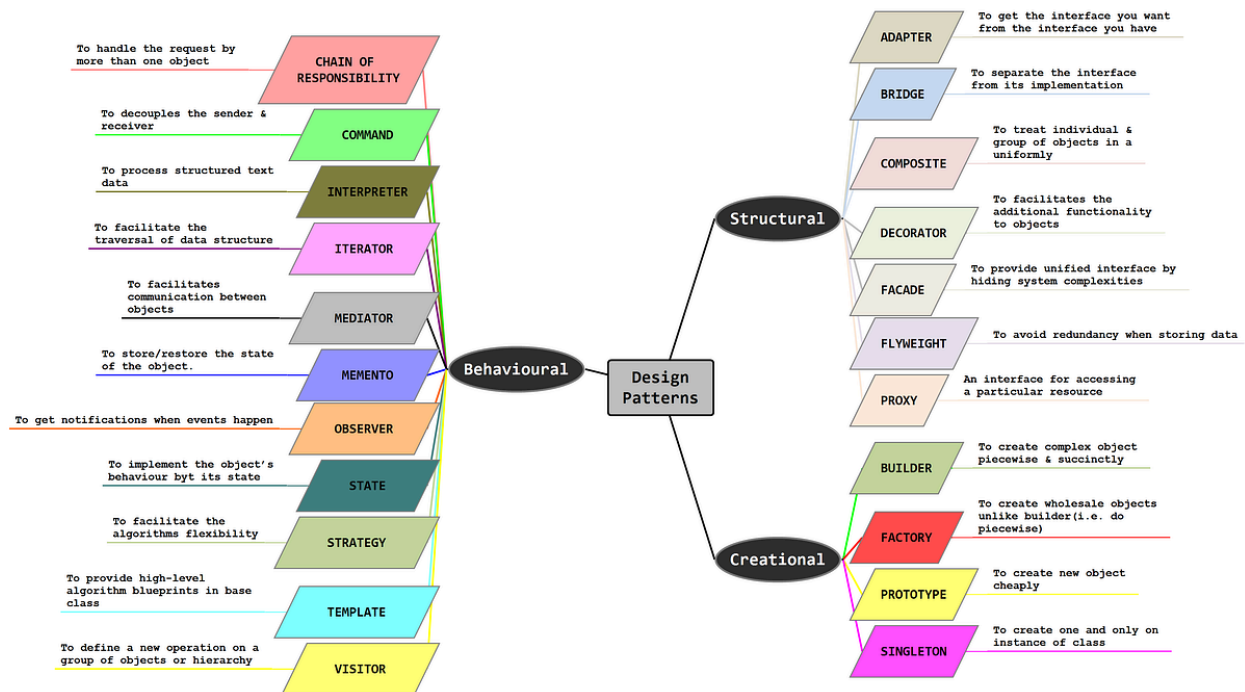 To handle the request by
more than one object
CHAIN OF
RESPONSIBILITY
To decouples the sender &
receiver
COMMAND
To process structured text
data
INTERPRETER
To facilitate the
traversal of data structure
ITERATOR
To facilitates
communication between
objects
MEDIATOR
To store/restore the state
of the object.
MEMENTO
To get notifications when events happen
OBSERVER
To implement the object's
behaviour byt its state
STATE
To facilitate the
algorithms flexibility
STRATEGY
To provide high-level
algorithm blueprints in base
class
TEMPLATE
To define a new operation on a
group of objects or hierarchy
VISITOR
Behavioural
Design
Patterns
Structural
ADAPTER
To get the interface you want
from the interface you have
BRIDGE
To separate the interface
from its implementation
COMPOSITE
To treat individual &
group of objects in a
uniformly
DECORATOR
To facilitates the
additional functionality
to objects
FACADE
To provide unified interface by
hiding system complexities
FLYWEIGHT
To avoid redundancy when storing data
PROXY
An interface for accessing
a particular resource
Creational
BUILDER
To create complex object
piecewise & succinctly
FACTORY
To create wholesale objects
unlike builder(i.e. do
piecewise)
PROTOTYPE
To create new object
cheaply
SINGLETON
To create one and only on
instance of class